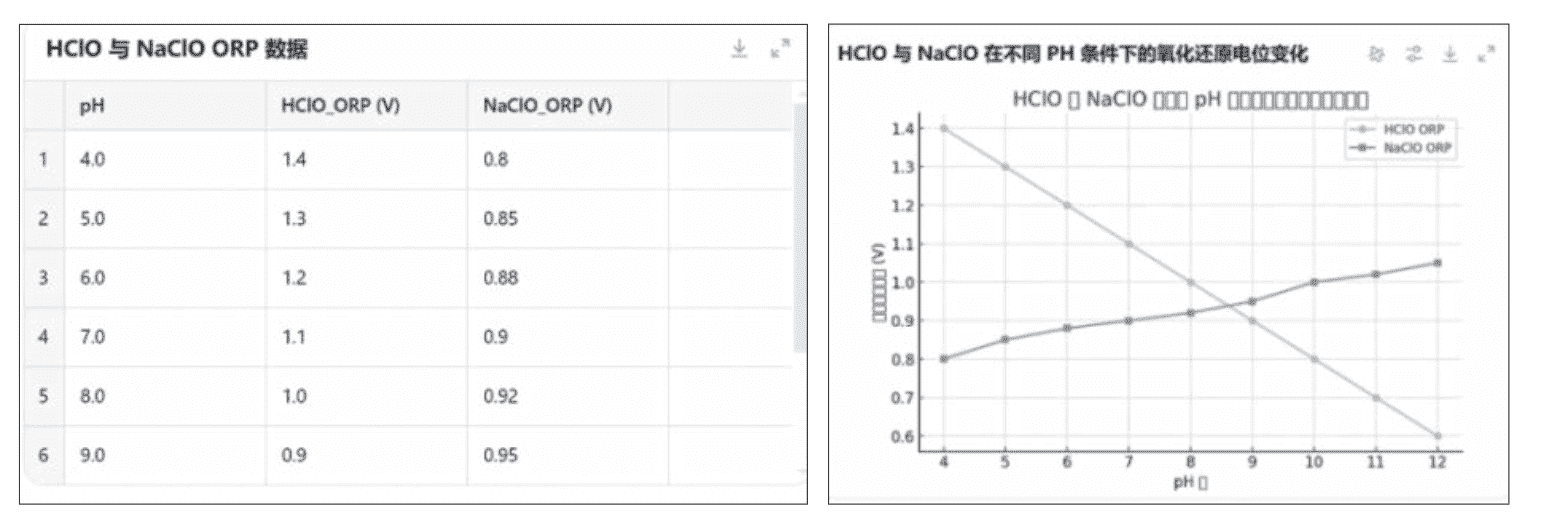 HClO 与 NaClO ORP 数据
pH HClO_ORP (V) NaClO_ORP (V)
1 4.0 1.4 0.8
2 5.0 1.3 0.85
3 6.0 1.2 0.88
4 7.0 1.1 0.9
5 8.0 1.0 0.92
6 9.0 0.9 0.95
HClO 与 NaClO 在不同 PH 条件下的氧化还原电位变化
HClO □ NaClO □□□ pH □□□□□□□□□□□□□
HClO ORP
NaClO ORP
1.4
1.3
1.2
1.1
1.0
0.9
0.8
0.7
0.6
□□□□□□ (V)
4 5 6 7 8 9 10 11 12
pH □